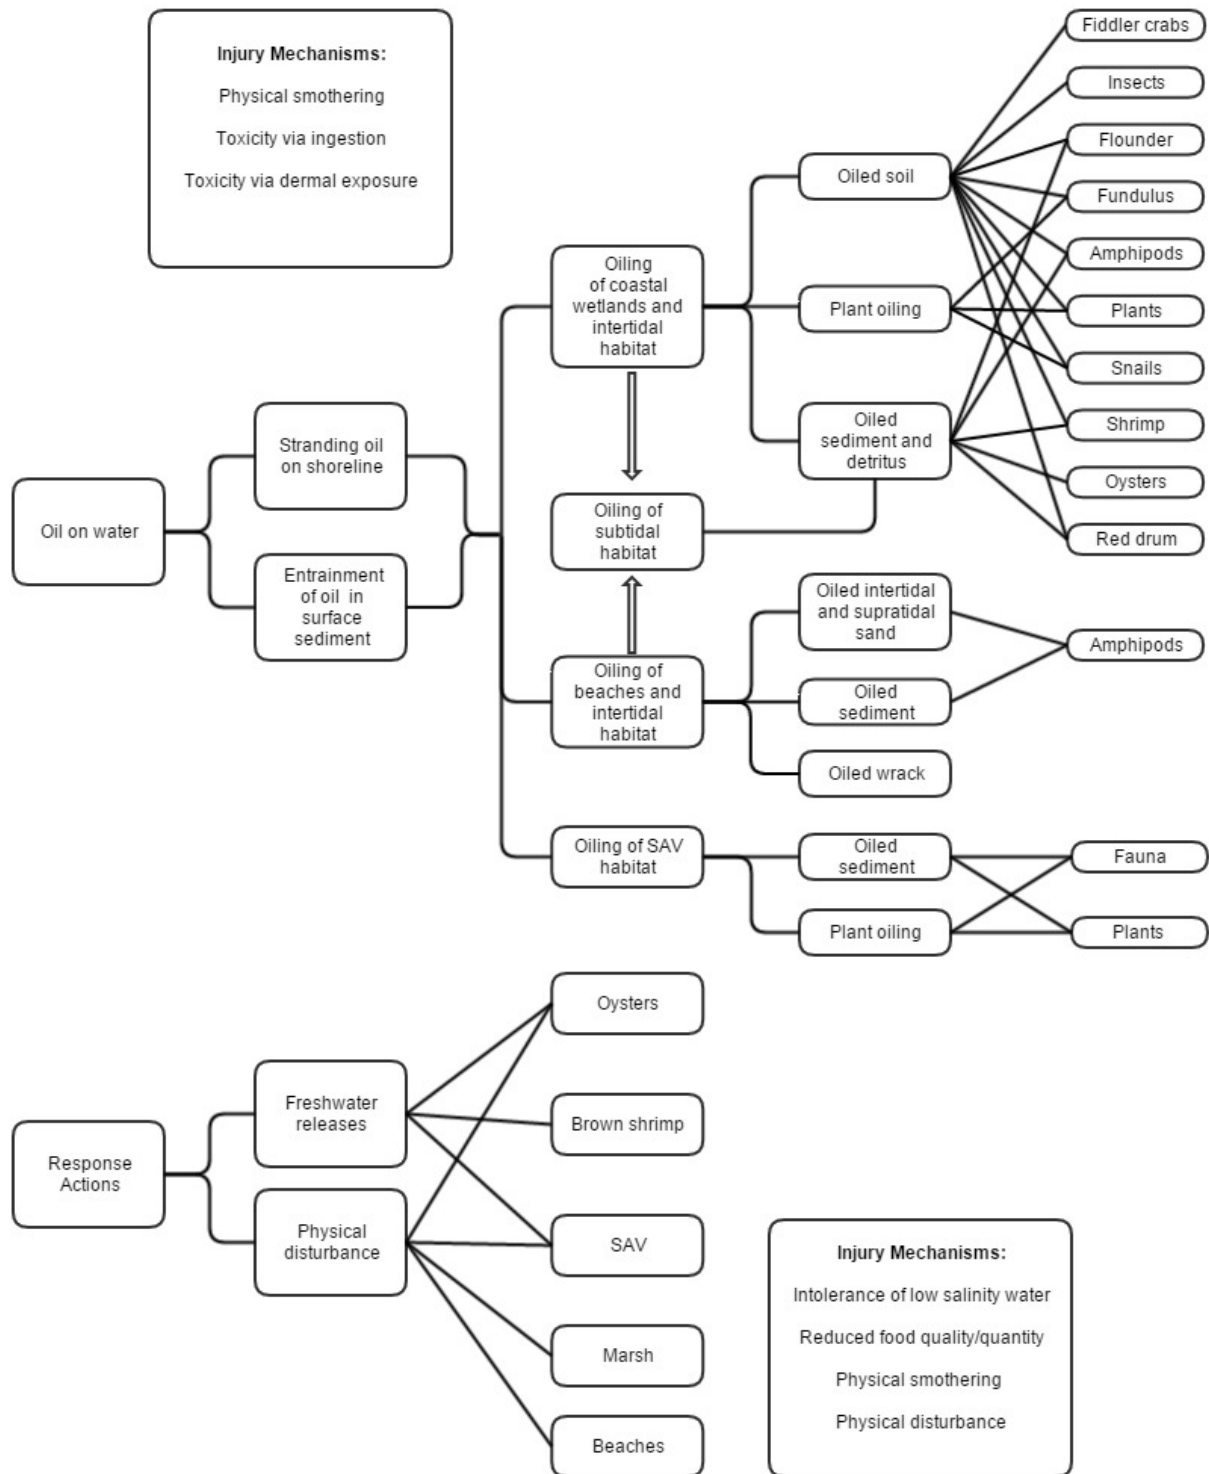 Injury Mechanisms:
Physical smothering
Toxicity via ingestion
Toxicity via dermal exposure
Oil on water
Stranding oil
on shoreline
Entrainment
of oil in
surface
sediment
Oiling
of coastal
wetlands and
intertidal
habitat
Oiling of
subtidal
habitat
Oiling of
beaches and
intertidal
habitat
Oiling of SAV
habitat
Oiled soil
Plant oiling
Oiled
sediment and
detritus
Oiled intertidal
and supratidal
sand
Oiled
sediment
Oiled wrack
Oiled
sediment
Plant oiling
Fiddler crabs
Insects
Flounder
Fundulus
Amphipods
Plants
Snails
Shrimp
Oysters
Red drum
Amphipods
Fauna
Plants
Response
Actions
Freshwater
releases
Physical
disturbance
Oysters
Brown shrimp
SAV
Marsh
Beaches
Injury Mechanisms:
Intolerance of low salinity water
Reduced food quality/quantity
Physical smothering
Physical disturbance